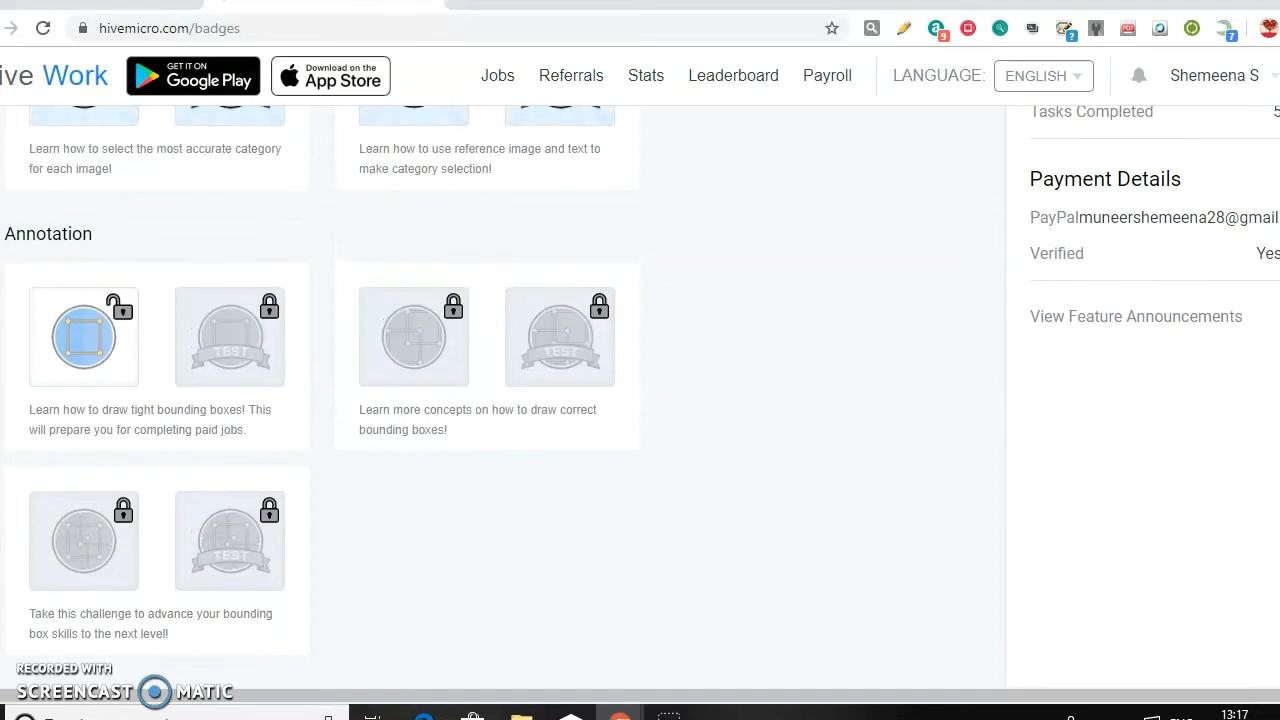 hivemicro.com/badges
9
?
7
ive Work
GET IT ON
Google Play
Download on the
App Store
Jobs
Referrals
Stats
Leaderboard
Payroll
LANGUAGE:
ENGLISH
Shemeena S
Learn how to select the most accurate category
for each image!
Learn how to use reference image and text to
make category selection!
Tasks Completed
5
Payment Details
PayPalmuneershemeena28@gmail
Verified
Yes
View Feature Announcements
Annotation
TEST
TEST
Learn how to draw tight bounding boxes! This
will prepare you for completing paid jobs.
Learn more concepts on how to draw correct
bounding boxes!
TEST
Take this challenge to advance your bounding
box skills to the next level!
RECORDED WITH
SCREENCAST MATIC
13:17